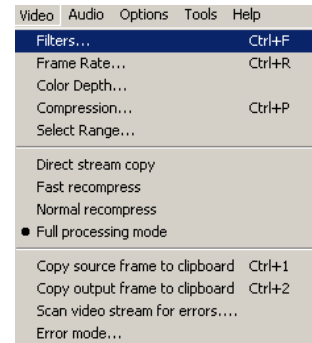 Video Audio Options Tools Help
Filters... Ctrl+F
Frame Rate... Ctrl+R
Color Depth...
Compression... Ctrl+P
Select Range...
Direct stream copy
Fast recompress
Normal recompress
Full processing mode
Copy source frame to clipboard Ctrl+1
Copy output frame to clipboard Ctrl+2
Scan video stream for errors....
Error mode...